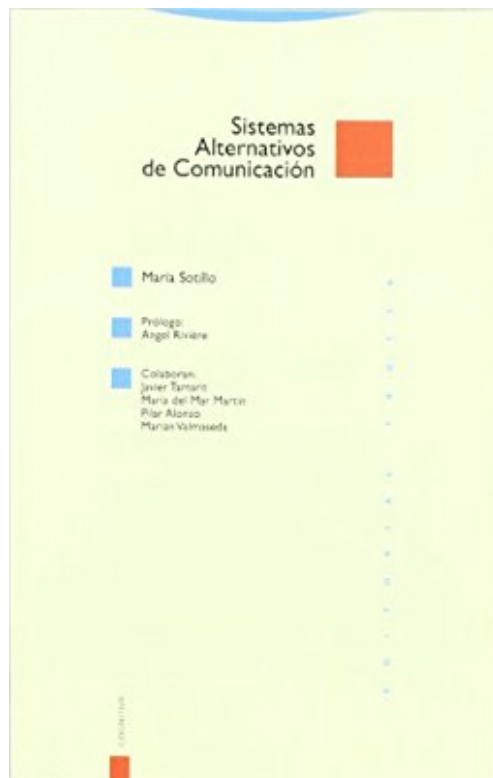 Sistemas
Alternativos
de Comunicación
María Sotillo
Prólogo:
Angel Rivière
Colaboran:
Javier Tamarit
María del Mar Martín
Pilar Alonso
Marian Valmaseda